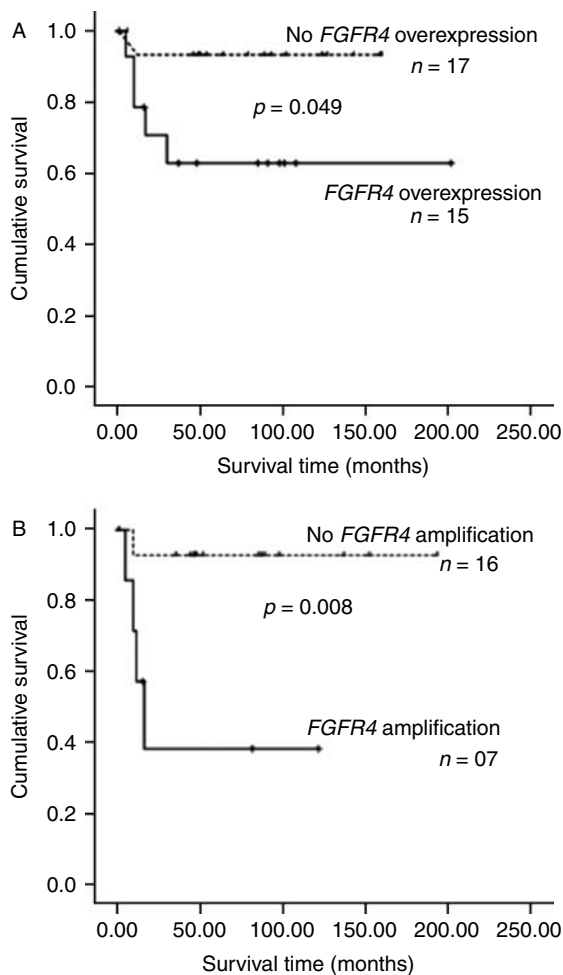 A
1.0
No FGFR4 overexpression
n = 17
0.8
p = 0.049
0.6
FGFR4 overexpression
n = 15
0.4
0.2
0.0
Cumulative survival
0.00 50.00 100.00 150.00 200.00 250.00
Survival time (months)
B
1.0
No FGFR4 amplification
n = 16
0.8
p = 0.008
0.6
FGFR4 amplification
n = 07
0.4
0.2
0.0
Cumulative survival
0.00 50.00 100.00 150.00 200.00 250.00
Survival time (months)